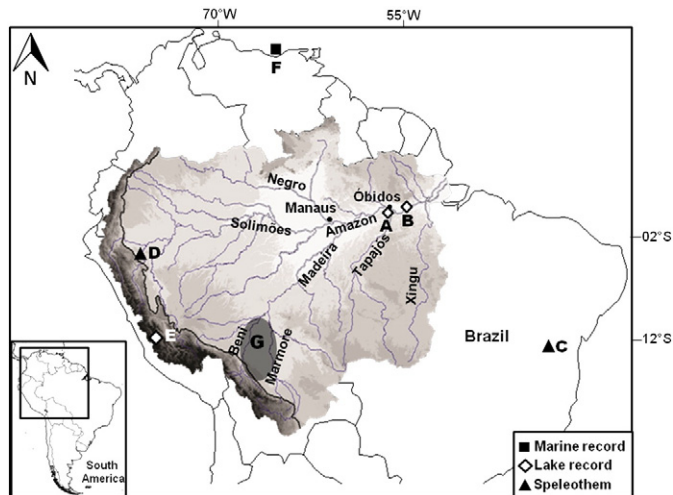 70°W
55°W
N
F
Negro
Óbidos
Manaus
Solimões
Amazon
A
B
Madeira
Tapajós
Xingu
02°S
D
E
Beni
G
Marmore
Brazil
C
12°S
South
America
Marine record
Lake record
Speleothem